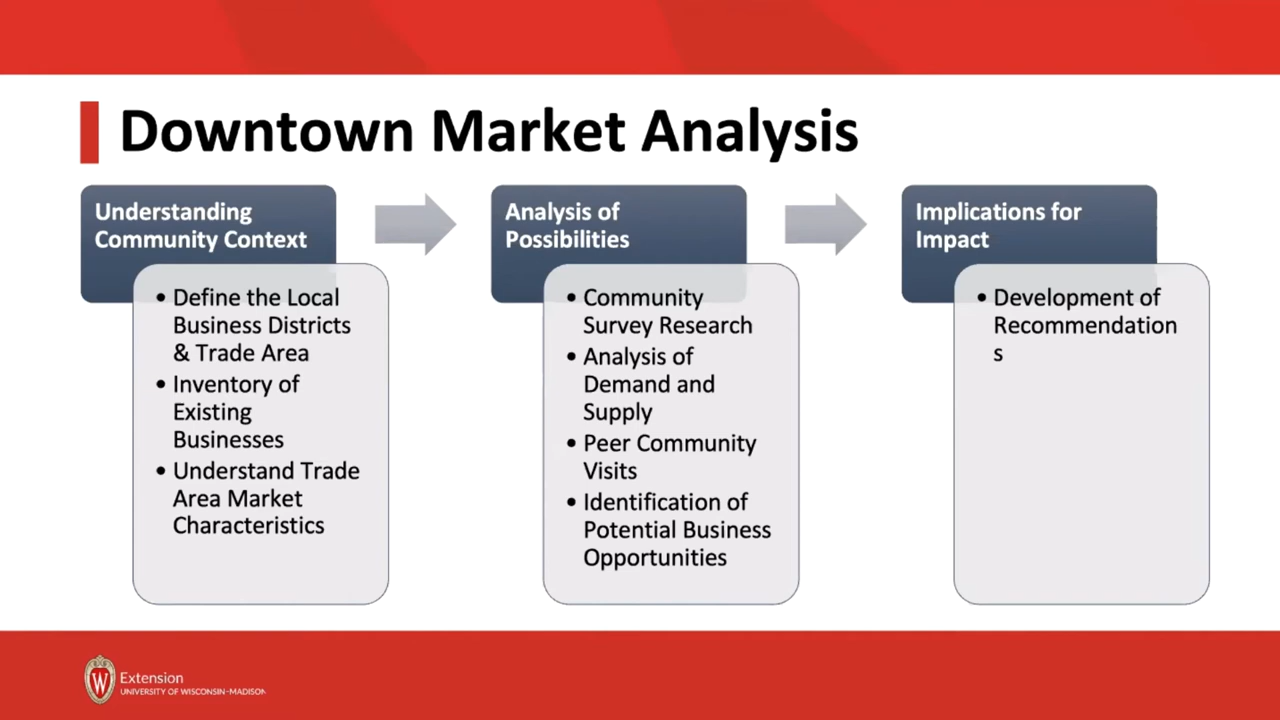 Downtown Market Analysis
Understanding
Community Context
• Define the Local
Business Districts
& Trade Area
• Inventory of
Existing
Businesses
• Understand Trade
Area Market
Characteristics
Analysis of
Possibilities
• Community
Survey Research
• Analysis of
Demand and
Supply
• Peer Community
Visits
• Identification of
Potential Business
Opportunities
Implications for
Impact
• Development of
Recommendation
s
W
Extension
UNIVERSITY OF WISCONSIN–MADISON